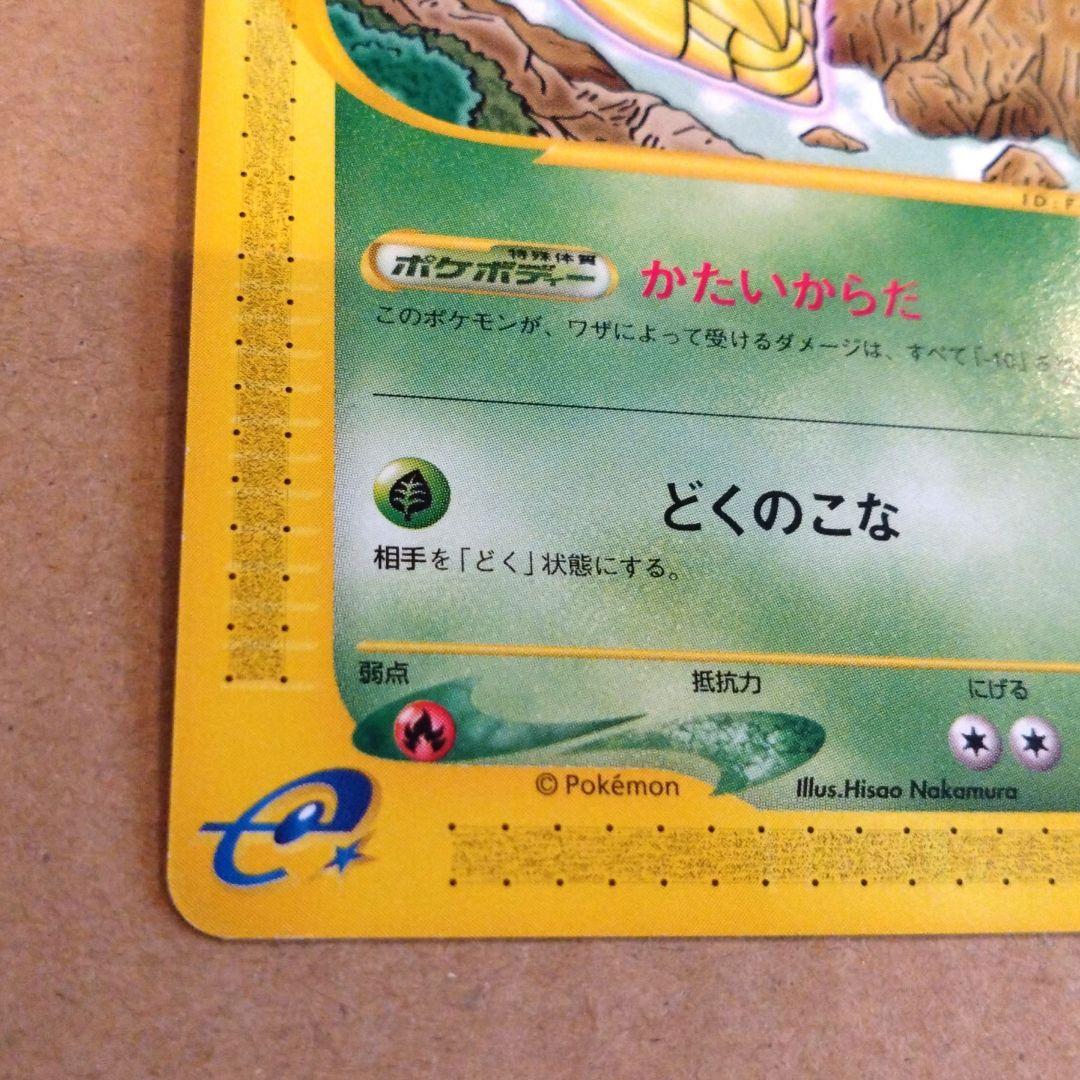 ID:F
特殊体質
ポケボディー
かたいからだ
このポケモンが、ワザによって受けるダメージは、すべて「-10」
どくのこな
相手を「どく」状態にする。
弱点 抵抗力 にげる
© Pokémon Illus.Hisao Nakamura
e